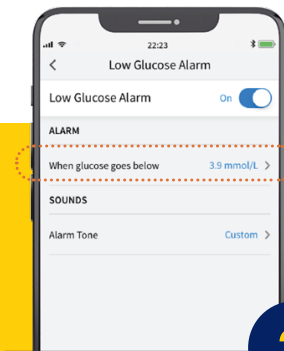 22:23
Low Glucose Alarm
Low Glucose Alarm On
ALARM
When glucose goes below 3.9 mmol/L
SOUNDS
Alarm Tone Custom